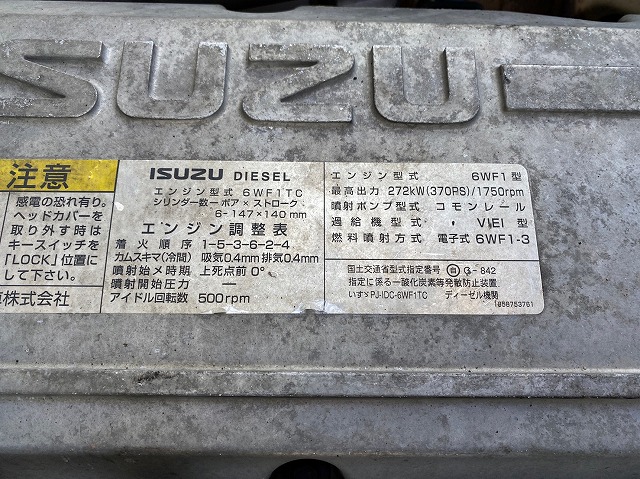 ISUZU
注意
感電の恐れ有り。
ヘッドカバーを
取り外す時は
キースイッチを
「LOCK」位置に
して下さい。
株式会社
ISUZU DIESEL
エンジン型式 6WF1TC
シリンダー数ーボア×ストローク
6-147×140mm
エンジン調整表
着火順序 1-5-3-6-2-4
カムスキマ(冷間) 吸気0.4mm 排気0.4mm
噴射始メ時期 上死点前 0°
噴射開始圧力 —
アイドル回転数 500rpm
エンジン型式 6WF1型
最高出力 272kW(370PS)/1750rpm
噴射ポンプ型式 コモンレール
過給機型式 VIEI型
燃料噴射方式 電子式 6WF1-3
国土交通省型式指定番号 G-842
指定に係る一酸化炭素等発散防止装置
いすゞPJ-IDC-6WF1TC ディーゼル機関